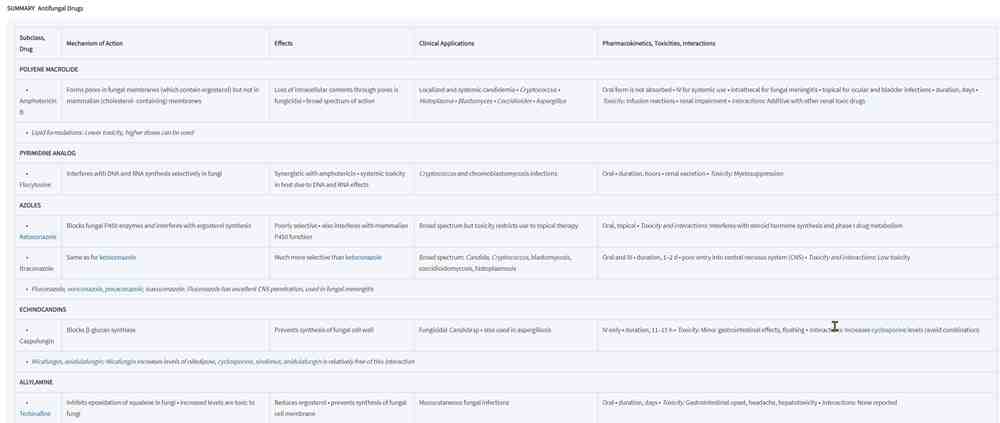 SUMMARY Antifungal Drugs
Subclass, Drug
Mechanism of Action
Effects
Clinical Applications
Pharmacokinetics, Toxicities, Interactions
POLYENE MACROLIDE
• Amphotericin B
Forms pores in fungal membranes (which contain ergosterol) but not in
mammalian (cholesterol- containing) membranes
Loss of intracellular contents through pores is
fungicidal • broad spectrum of action
Localized and systemic candidemia • Cryptococcus •
Histoplasma • Blastomyces • Coccidioides • Aspergillus
Oral form is not absorbed • IV for systemic use • intrathecal for fungal meningitis • topical for ocular and bladder infections • duration, days •
Toxicity: Infusion reactions • renal impairment • Interactions: Additive with other renal toxic drugs
• Lipid formulations: Lower toxicity, higher doses can be used
PYRIMIDINE ANALOG
• Flucytosine
Interferes with DNA and RNA synthesis selectively in fungi
Synergistic with amphotericin • systemic toxicity
in host due to DNA and RNA effects
Cryptococcus and chromoblastomycosis infections
Oral • duration, hours • renal excretion • Toxicity: Myelosuppression
AZOLES
• Ketoconazole
Blocks fungal P450 enzymes and interferes with ergosterol synthesis
Poorly selective • also interferes with mammalian
P450 function
Broad spectrum but toxicity restricts use to topical therapy
Oral, topical • Toxicity and interactions: Interferes with steroid hormone synthesis and phase I drug metabolism
• Itraconazole
Same as for ketoconazole
Much more selective than ketoconazole
Broad spectrum: Candida, Cryptococcus, blastomycosis,
coccidioidomycosis, histoplasmosis
Oral and IV • duration, 1–2 d • poor entry into central nervous system (CNS) • Toxicity and interactions: Low toxicity
• Fluconazole, voriconazole, posaconazole, isavuconazole. Fluconazole has excellent CNS penetration, used in fungal meningitis
ECHINOCANDINS
• Caspofungin
Blocks β-glucan synthase
Prevents synthesis of fungal cell wall
Fungicidal Candida sp • also used in aspergillosis
IV only • duration, 11–15 h • Toxicity: Minor gastrointestinal effects, flushing • Increases cyclosporine levels (avoid combination)
• Micafungin, anidulafungin: Micafungin increases levels of nifedipine, cyclosporine, sirolimus; anidulafungin is relatively free of this interaction
ALLYLAMINE
• Terbinafine
Inhibits epoxidation of squalene in fungi • increased levels are toxic to
fungi
Reduces ergosterol • prevents synthesis of fungal
cell membrane
Mucocutaneous fungal infections
Oral • duration, days • Toxicity: Gastrointestinal upset, headache, hepatotoxicity • Interactions: None reported